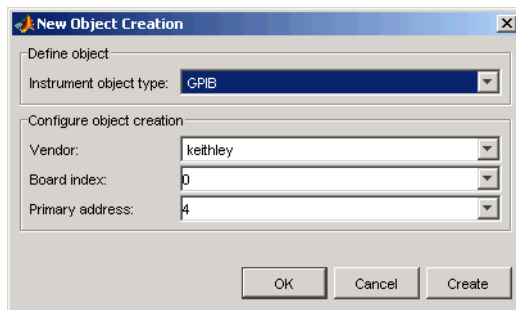 New Object Creation
Define object
Instrument object type: GPIB
Configure object creation
Vendor: keithley
Board index: 0
Primary address: 4
OK Cancel Create